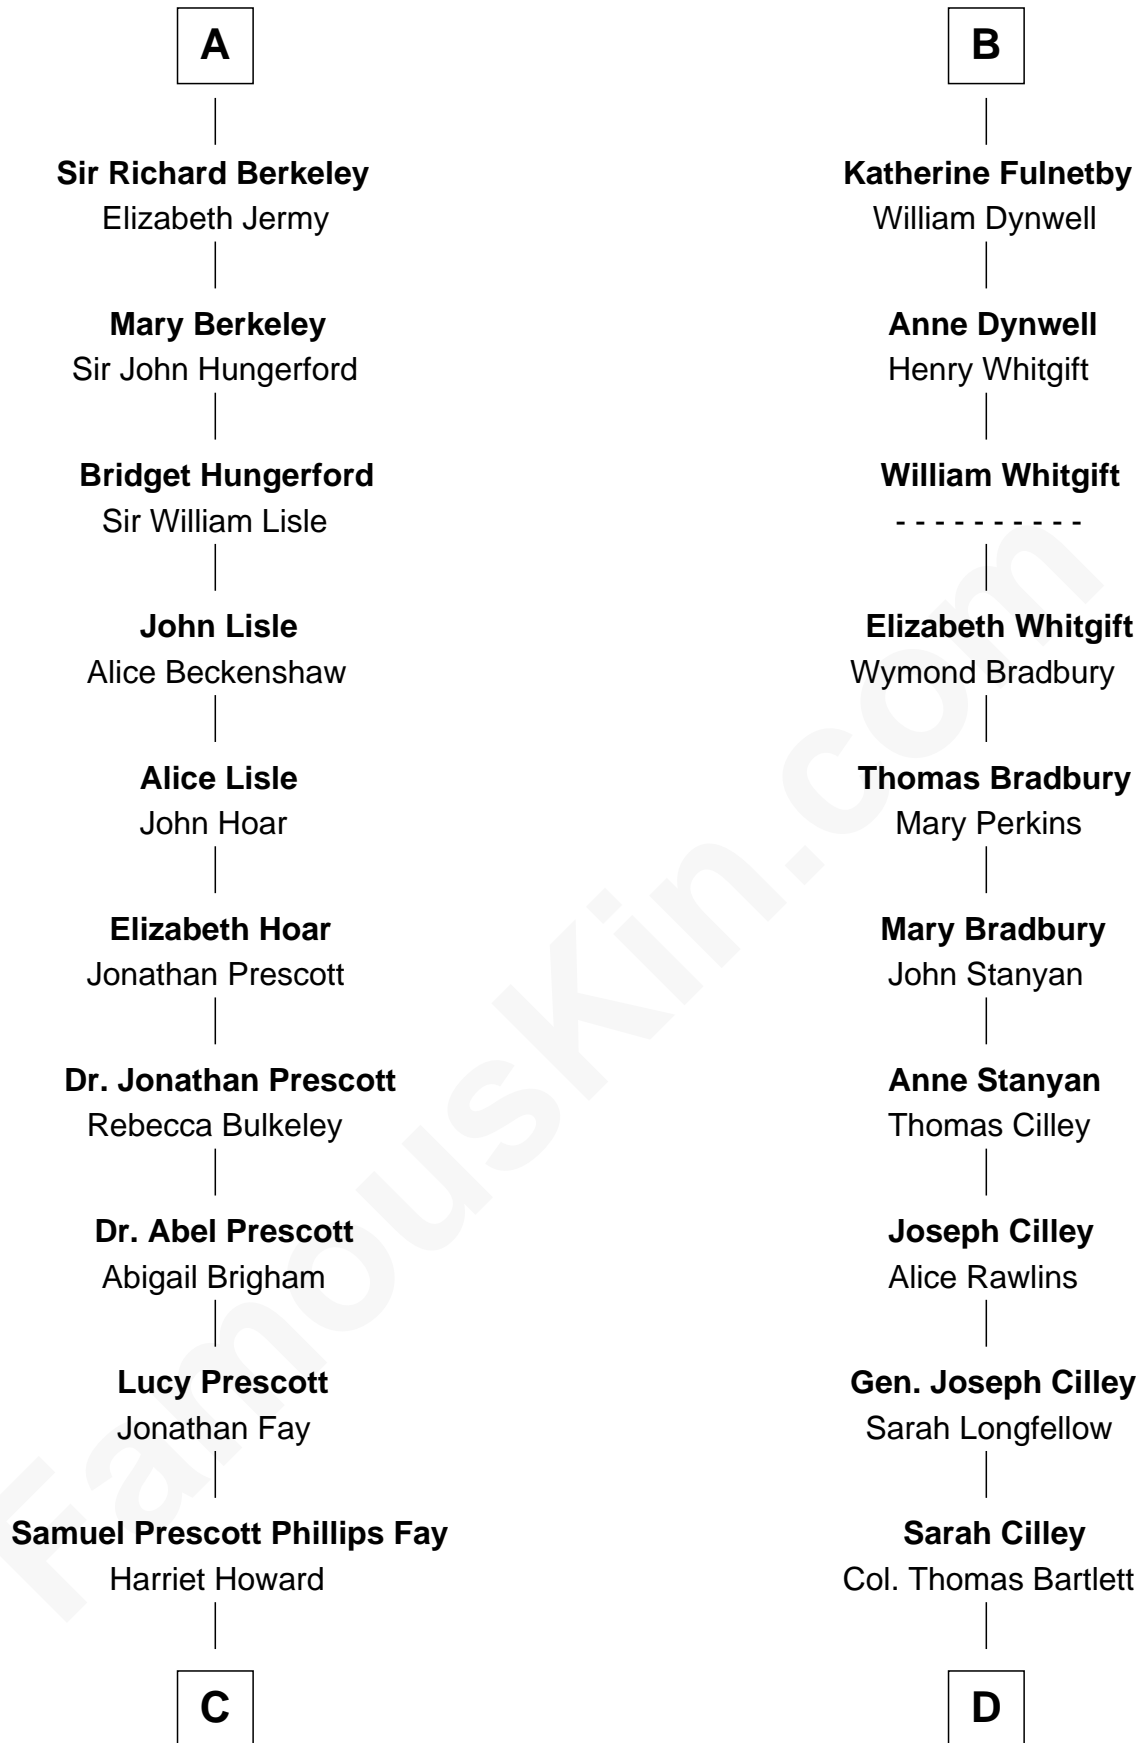 A
Sir Richard Berkeley
Elizabeth Jermy
Mary Berkeley
Sir John Hungerford
Bridget Hungerford
Sir William Lisle
John Lisle
Alice Beckenshaw
Alice Lisle
John Hoar
Elizabeth Hoar
Jonathan Prescott
Dr. Jonathan Prescott
Rebecca Bulkeley
Dr. Abel Prescott
Abigail Brigham
Lucy Prescott
Jonathan Fay
Samuel Prescott Phillips Fay
Harriet Howard
C
B
Katherine Fulnetby
William Dynwell
Anne Dynwell
Henry Whitgift
William Whitgift
- - - - - - - - - -
Elizabeth Whitgift
Wymond Bradbury
Thomas Bradbury
Mary Perkins
Mary Bradbury
John Stanyan
Anne Stanyan
Thomas Cilley
Joseph Cilley
Alice Rawlins
Gen. Joseph Cilley
Sarah Longfellow
Sarah Cilley
Col. Thomas Bartlett
D
FamousKin.com